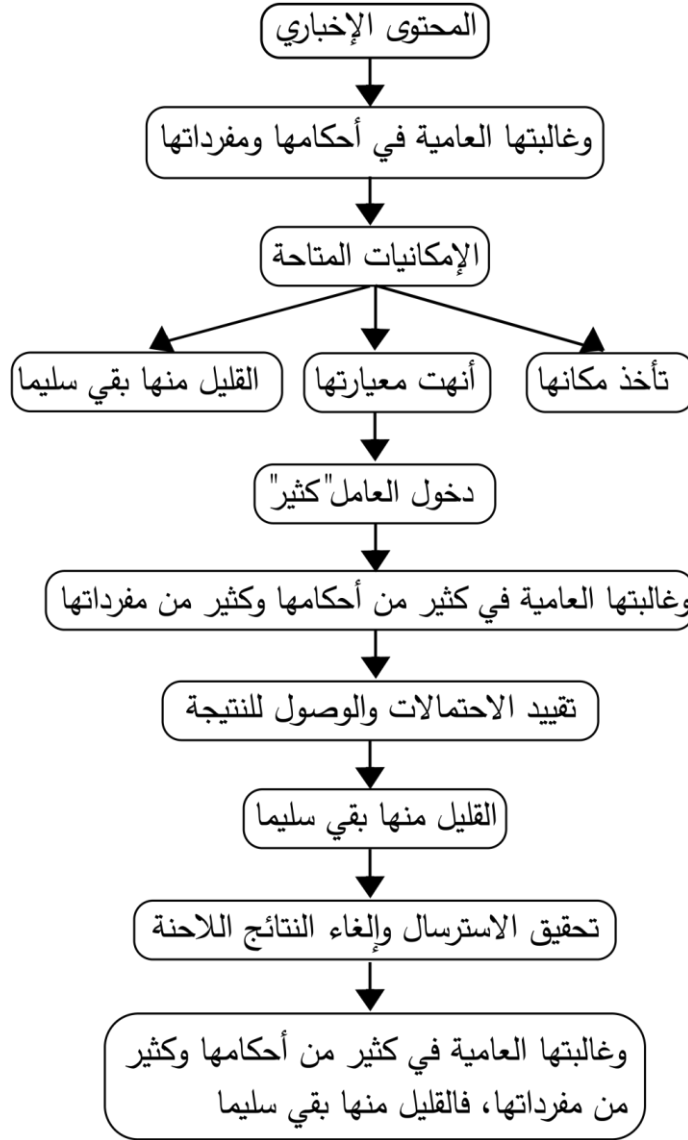 المحتوى الإخباري
وغالبتها العامية في أحكامها ومفرداتها
الإمكانيات المتاحة
تأخذ مكانها
أنهت معيارتها
القليل منها بقي سليما
دخول العامل "كثير"
وغالبتها العامية في كثير من أحكامها وكثير من مفرداتها
تقييد الاحتمالات والوصول للنتيجة
القليل منها بقي سليما
تحقيق الاسترسال وإلغاء النتائج اللاحنة
وغالبتها العامية في كثير من أحكامها وكثير
من مفرداتها، فالقليل منها بقي سليما